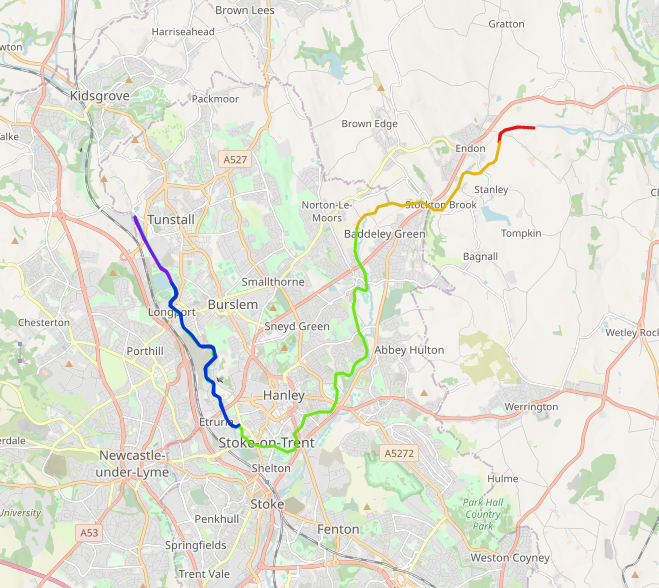 Brown Lees
Gratton
Harriseahead
Kidsgrove
Packmoor
Brown Edge
Endon
A527
Stanley
Norton-Le-
Moors
Stockton Brook
Tunstall
Baddeley Green
Tompkin
Bagnall
Smallthorne
Burslem
Longport
Chesterton
Sneyd Green
Porthill
Abbey Hulton
Wetley Rock
Hanley
Werrington
Etruria
Stoke-on-Trent
A5272
Newcastle-
under-Lyme
Shelton
Hulme
Stoke
Park Hall
Country
Park
University
Penkhull
Fenton
A53
Springfields
Weston Coyney
Trent Vale